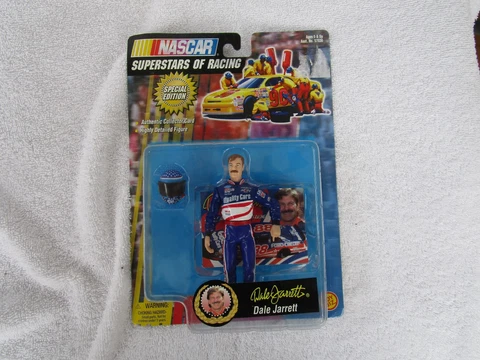 NASCAR
SUPERSTARS OF RACING
SPECIAL
EDITION
Authentic Collector Card
Highly Detailed Figure
Quality Care
88
Dale Jarrett
Dale Jarrett
WARNING